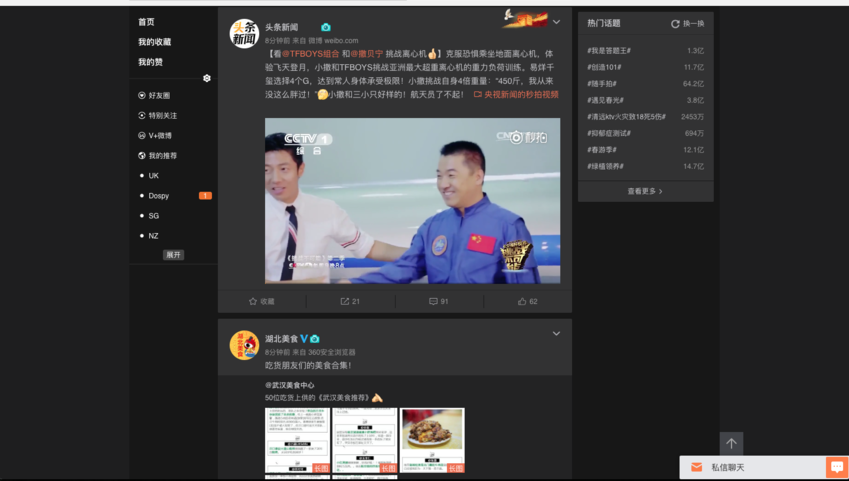 首页
我的收藏
我的赞
好友圈
特别关注
V+微博
我的推荐
UK
Dospy
1
SG
NZ
展开
头条新闻
头条新闻
8分钟前 来自 微博 weibo.com
【看@TFBOYS组合 和@撒贝宁 挑战离心机】克服恐惧乘坐地面离心机，体
验飞天登月，小撒和TFBOYS挑战亚洲最大超重离心机的重力负荷训练。易烊千
玺选择4个G，达到常人身体承受极限！小撒挑战自身4倍重量：“450斤，我从来
没这么胖过！”小撒和三小只好样的！航天员了不起！ 央视新闻的秒拍视频
CCTV 1
综合
秒拍
收藏
21
91
62
湖北美食
湖北美食
8分钟前 来自 360安全浏览器
吃货朋友们的美食合集！
@武汉美食中心
50位吃货上供的《武汉美食推荐》
长图
长图
长图
热门话题
换一换
#我是答题王# 1.3亿
#创造101# 11.7亿
#随手拍# 64.2亿
#遇见春光# 3.8亿
#清远ktv火灾致18死5伤# 2453万
#抑郁症测试# 694万
#春游季# 12.1亿
#绿植领养# 14.7亿
查看更多 >
私信聊天